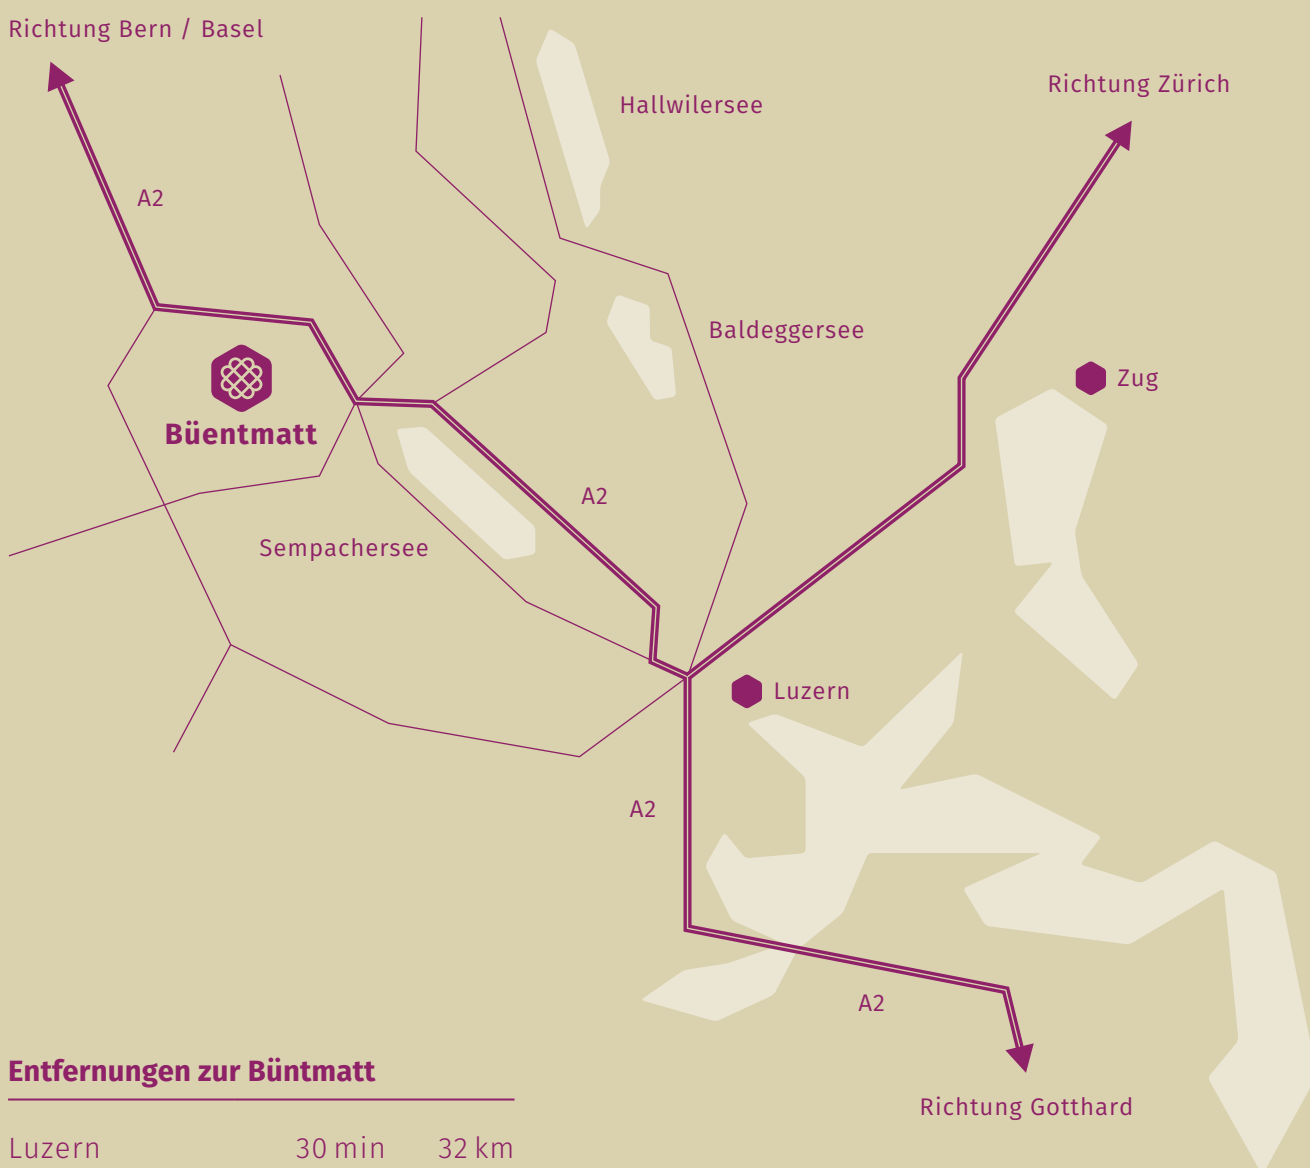 Richtung Bern / Basel
Richtung Zürich
Hallwilersee
A2
Baldeggersee
Zug
Büentmatt
A2
Sempachersee
Luzern
A2
A2
Richtung Gotthard
Entfernungen zur Büntmatt
Luzern 30 min 32 km